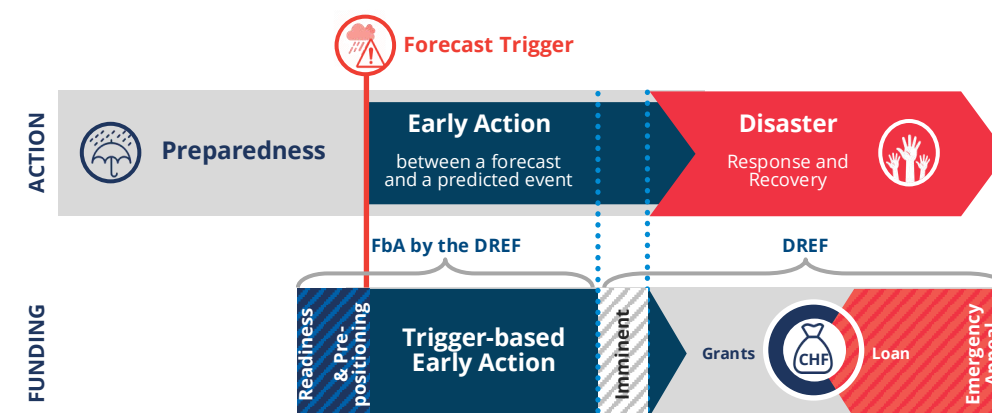 Forecast Trigger
ACTION
Preparedness
Early Action
between a forecast
and a predicted event
Disaster
Response and
Recovery
FbA by the DREF
DREF
FUNDING
Readiness
& Pre-
positioning
Trigger-based
Early Action
Imminent
Grants
CHF
Loan
Emergency
Appeal